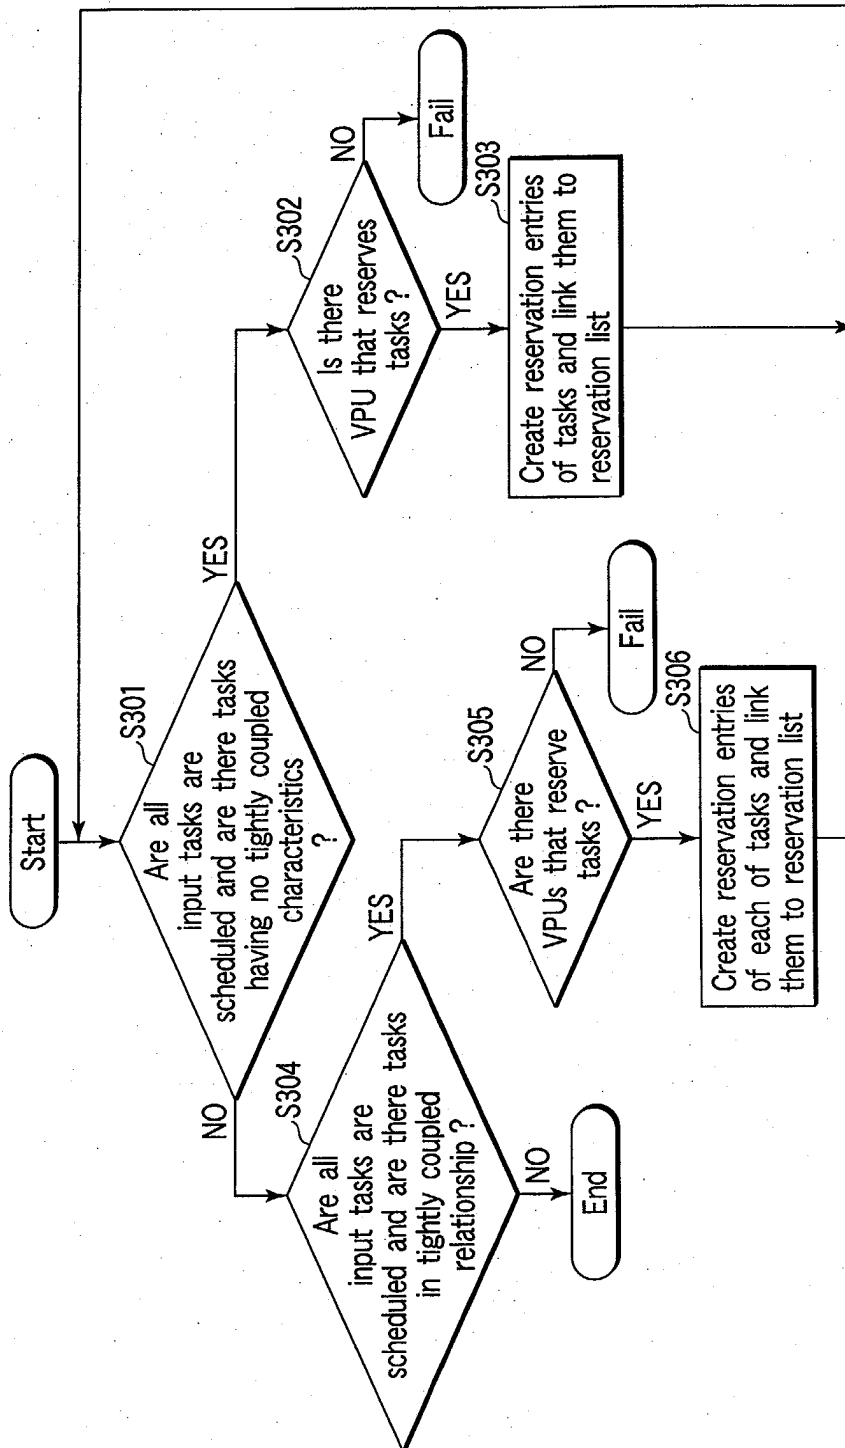 Start
S301
Are all
input tasks are
scheduled and are there tasks
having no tightly coupled
characteristics
?
YES
NO
S302
Is there
VPU that reserves
tasks ?
NO
Fail
YES
S303
Create reservation entries
of tasks and link them to
reservation list
S304
Are all
input tasks are
scheduled and are there tasks
in tightly coupled
relationship ?
YES
NO
End
S305
Are there
VPUs that reserve
tasks ?
NO
Fail
YES
S306
Create reservation entries
of each of tasks and link
them to reservation list